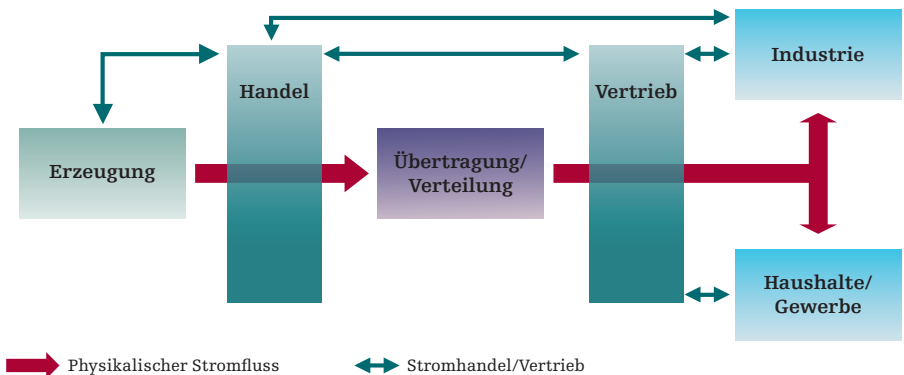 Industrie
Handel
Vertrieb
Erzeugung
Übertragung/
Verteilung
Haushalte/
Gewerbe
Physikalischer Stromfluss
Stromhandel/Vertrieb